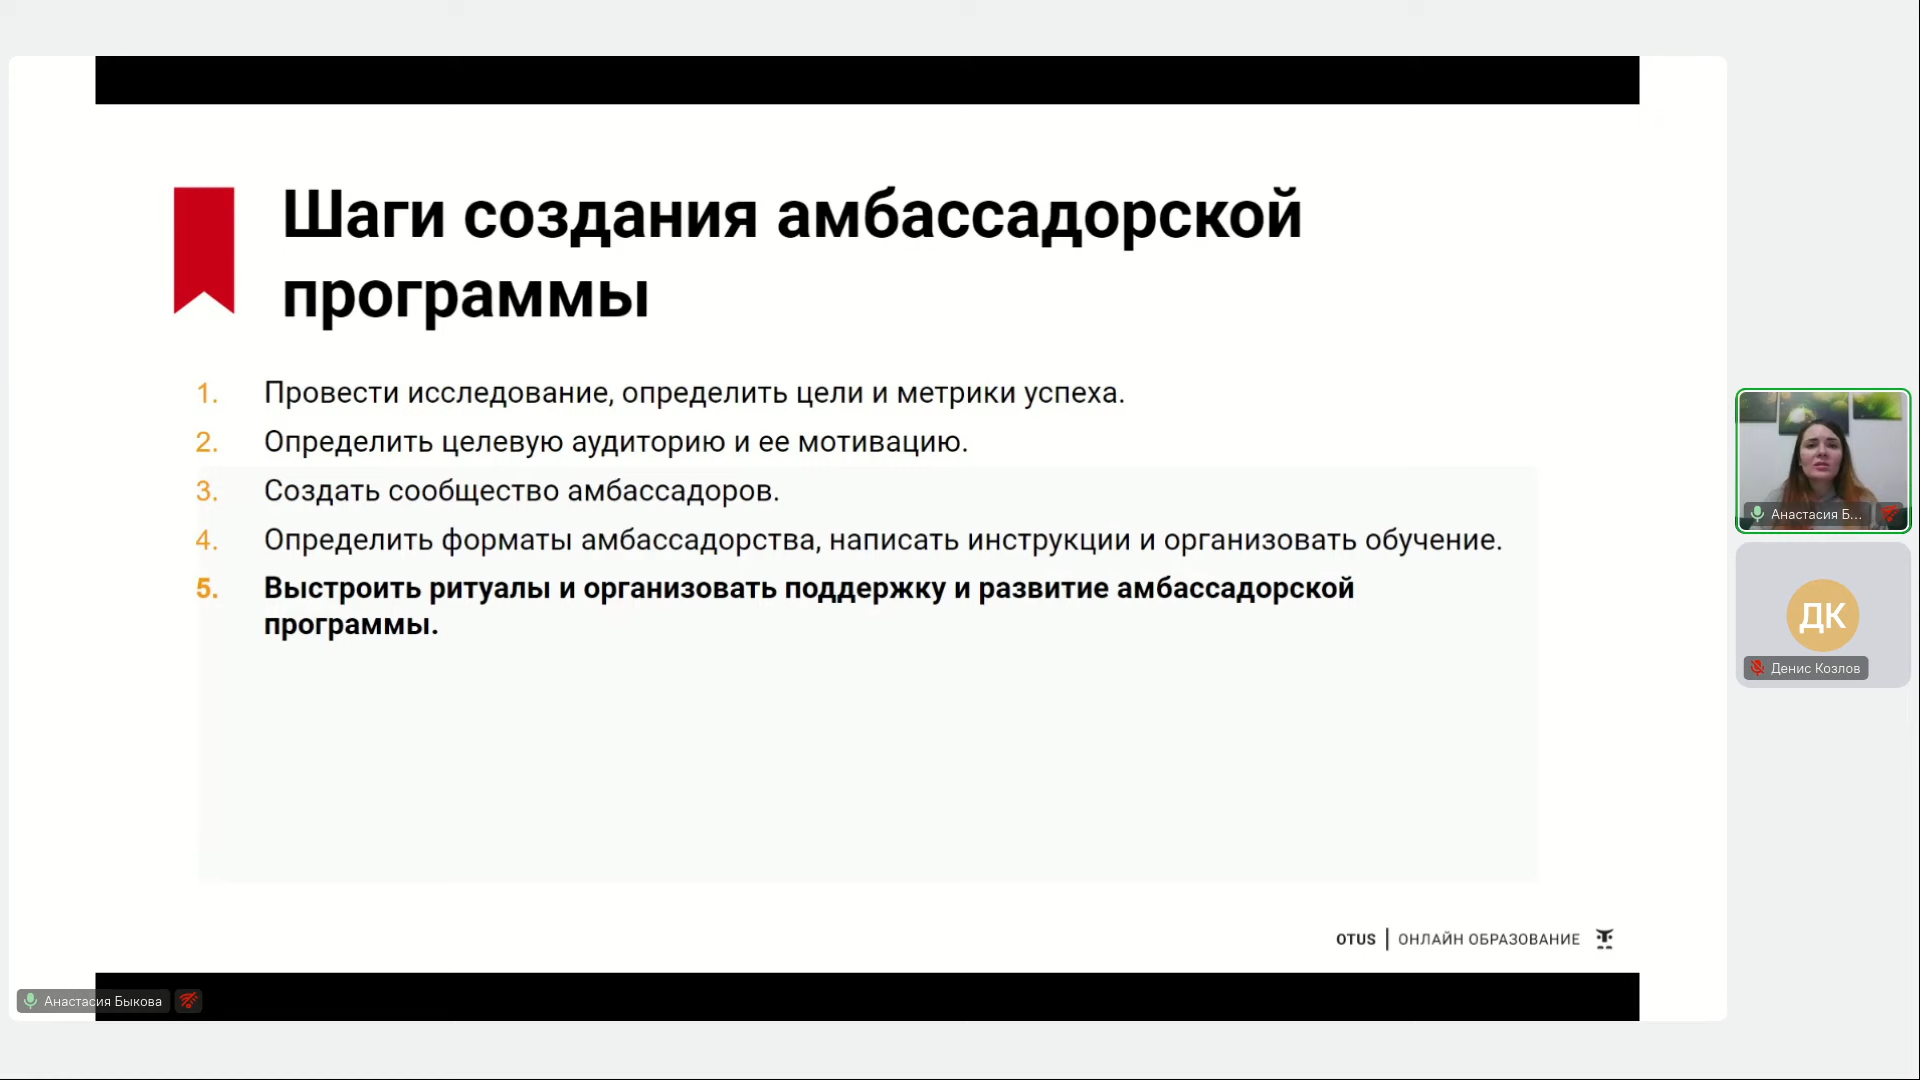 Шаги создания амбассадорской
программы
1. Провести исследование, определить цели и метрики успеха.
2. Определить целевую аудиторию и ее мотивацию.
3. Создать сообщество амбассадоров.
4. Определить форматы амбассадорства, написать инструкции и организовать обучение.
5. Выстроить ритуалы и организовать поддержку и развитие амбассадорской
программы.
OTUS | ОНЛАЙН ОБРАЗОВАНИЕ
Анастасия Быкова
Анастасия Б...
ДК
Денис Козлов